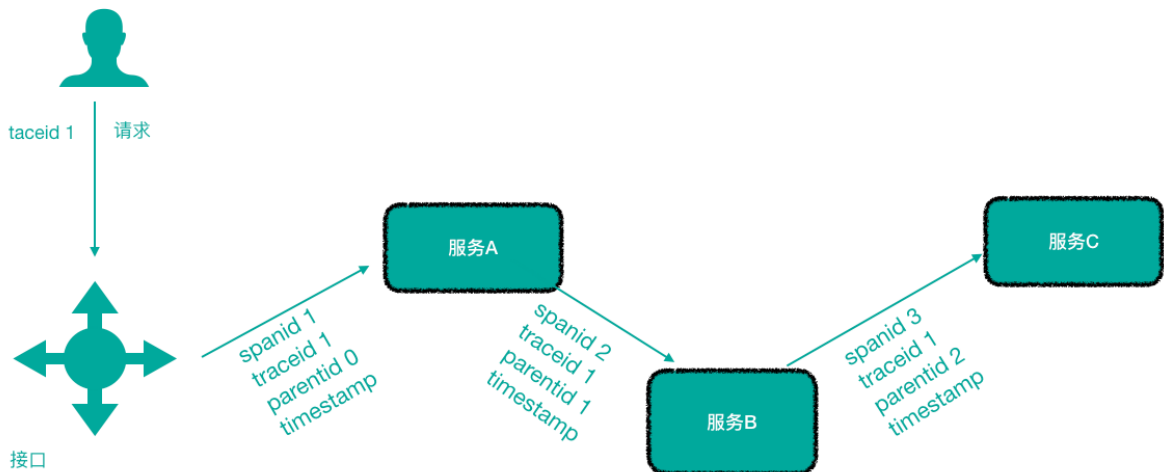 taceid 1
请求
接口
spanid 1
traceid 1
parentid 0
timestamp
服务A
spanid 2
traceid 1
parentid 1
timestamp
服务B
spanid 3
traceid 1
parentid 2
timestamp
服务C